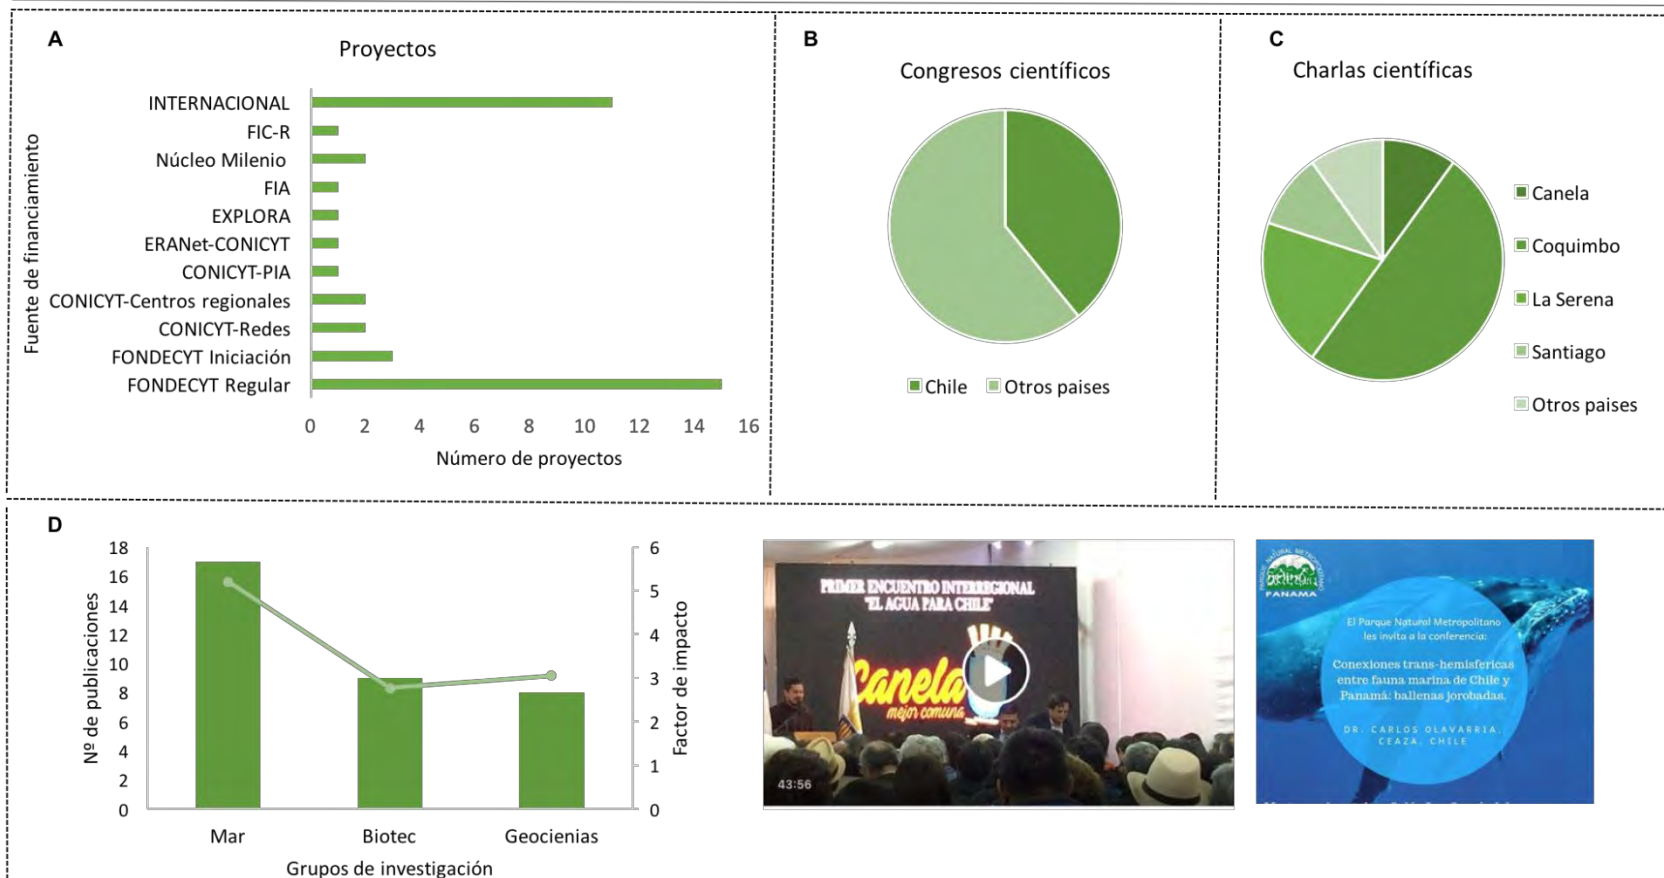 A
Proyectos
Fuente de financiamiento
INTERNACIONAL
FIC-R
Núcleo Milenio
FIA
EXPLORA
ERANet-CONICYT
CONICYT-PIA
CONICYT-Centros regionales
CONICYT-Redes
FONDECYT Iniciación
FONDECYT Regular
0 2 4 6 8 10 12 14 16
Número de proyectos
B
Congresos científicos
Chile Otros paises
C
Charlas científicas
Canela
Coquimbo
La Serena
Santiago
Otros paises
D
Nº de publicaciones
18
16
14
12
10
8
6
4
2
0
6
5
4
3
2
1
0
Factor de impacto
Mar Biotec Geocienias
Grupos de investigación
PRIMER ENCUENTRO INTERREGIONAL
"EL AGUA PARA CHILE"
Canela
mejor comuna
43:56
PARQUE NATURAL METROPOLITANO
PANAMA
El Parque Natural Metropolitano
les invita a la conferencia:
Conexiones trans-hemisfericas
entre fauna marina de Chile y
Panamá: ballenas jorobadas.
DR. CARLOS OLAVARRIA,
CEAZA, CHILE